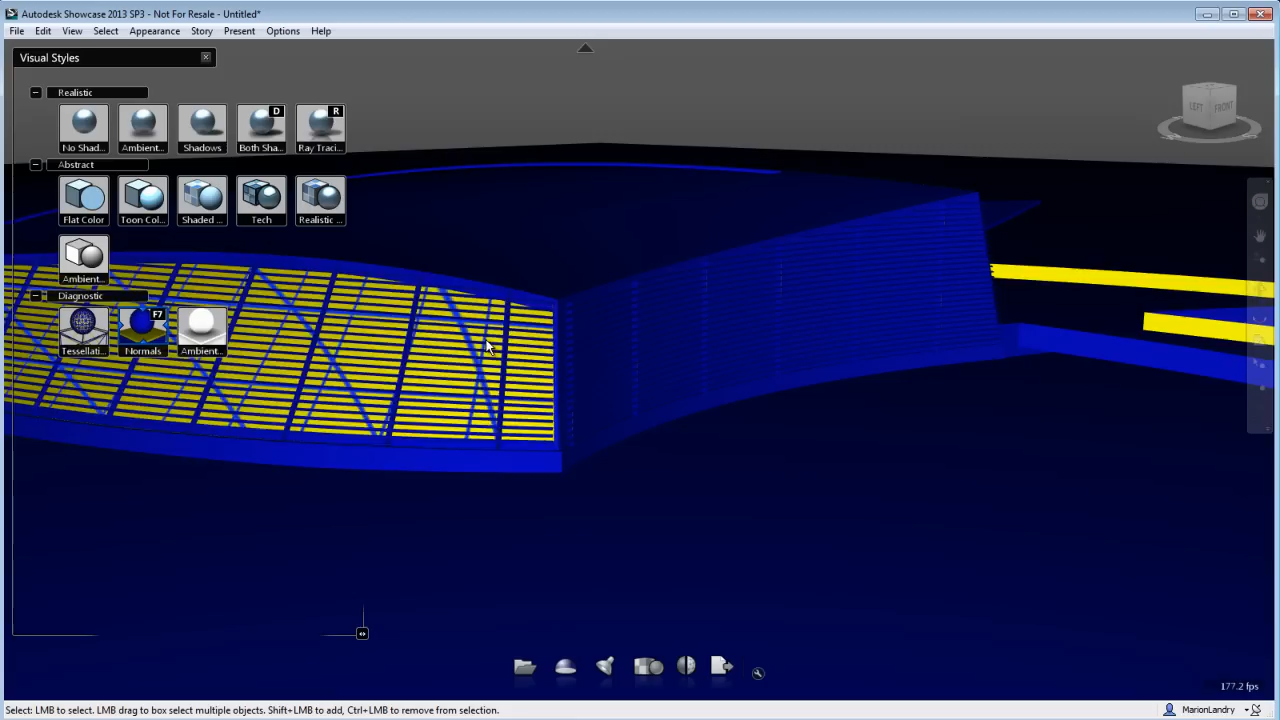 Autodesk Showcase 2013 SP3 - Not For Resale - Untitled*
File Edit View Select Appearance Story Present Options Help
Visual Styles
Realistic
D R
No Shad... Ambient... Shadows Both Sha... Ray Traci...
Abstract
Flat Color Toon Col... Shaded ... Tech Realistic ...
Ambient...
Diagnostic
F7
Tessellati... Normals Ambient...
LEFT FRONT
177.2 fps
Select: LMB to select. LMB drag to box select multiple objects. Shift+LMB to add, Ctrl+LMB to remove from selection.
MarionLandry